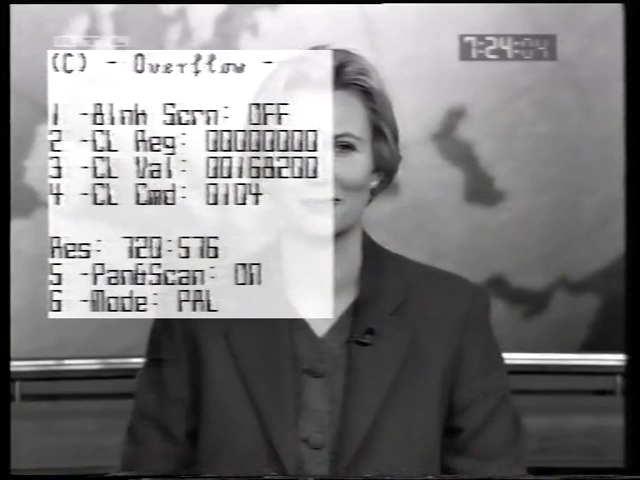 7:24:04
(C) - Overflow -
1 -Blnk Scrn: OFF
2 -CL Reg: 00000000
3 -CL Val: 00168200
4 -CL Cmd: 0104
Res: 720:576
5 -Pan&Scan: ON
6 -Mode: PAL